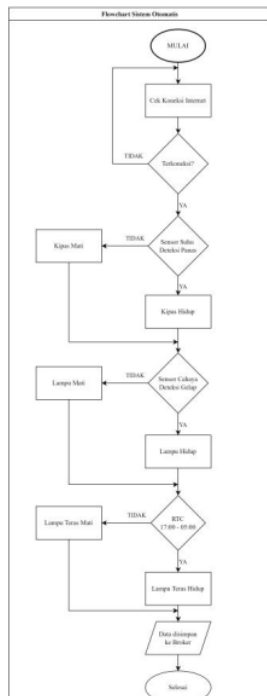 Flowchart Sistem Otomatis
MULAI
Cek Koneksi Internet
TIDAK
Terkoneksi?
YA
Kipas Mati
TIDAK
Sensor Suhu
Deteksi Panas
YA
Kipas Hidup
Lampu Mati
TIDAK
Sensor Cahaya
Deteksi Gelap
YA
Lampu Hidup
Lampu Teras Mati
TIDAK
RTC
17:00 - 05:00
YA
Lampu Teras Hidup
Data disimpan
ke Broker
Selesai